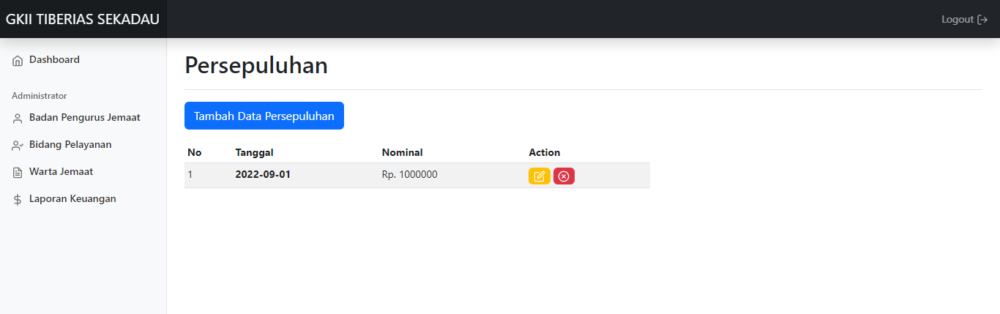 GKII TIBERIAS SEKADAU
Logout
Dashboard
Administrator
Badan Pengurus Jemaat
Bidang Pelayanan
Warta Jemaat
Laporan Keuangan
Persepuluhan
Tambah Data Persepuluhan
No Tanggal Nominal Action
1 2022-09-01 Rp. 1000000